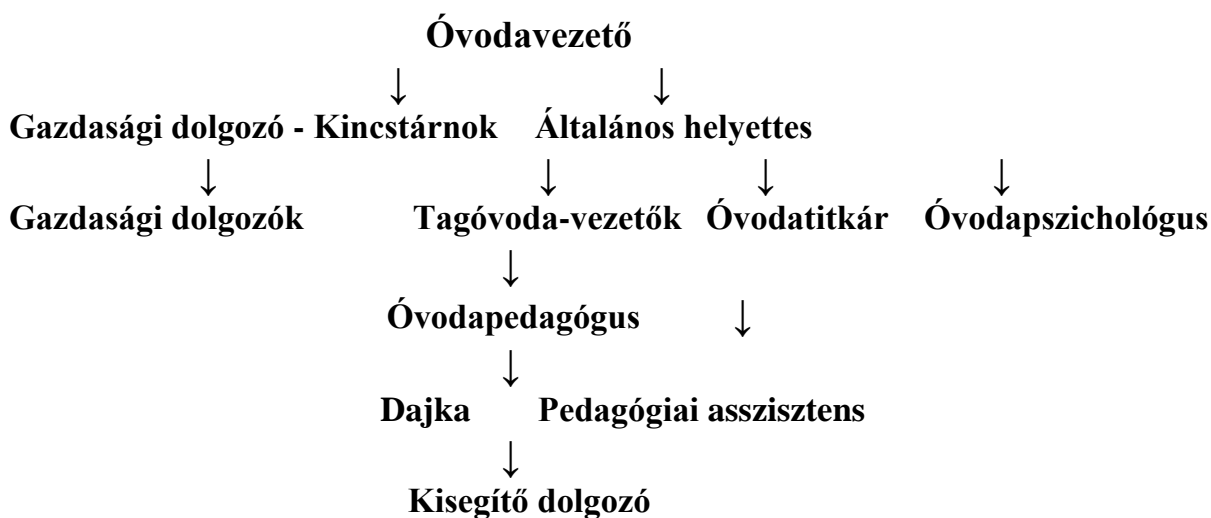 Óvodavezető
↓ ↓
Gazdasági dolgozó - Kincstárnok Általános helyettes
↓ ↓ ↓ ↓
Gazdasági dolgozók Tagóvoda-vezetők Óvodatitkár Óvodapszichológus
↓
Óvodapedagógus ↓
↓
Dajka Pedagógiai asszisztens
↓
Kisegítő dolgozó